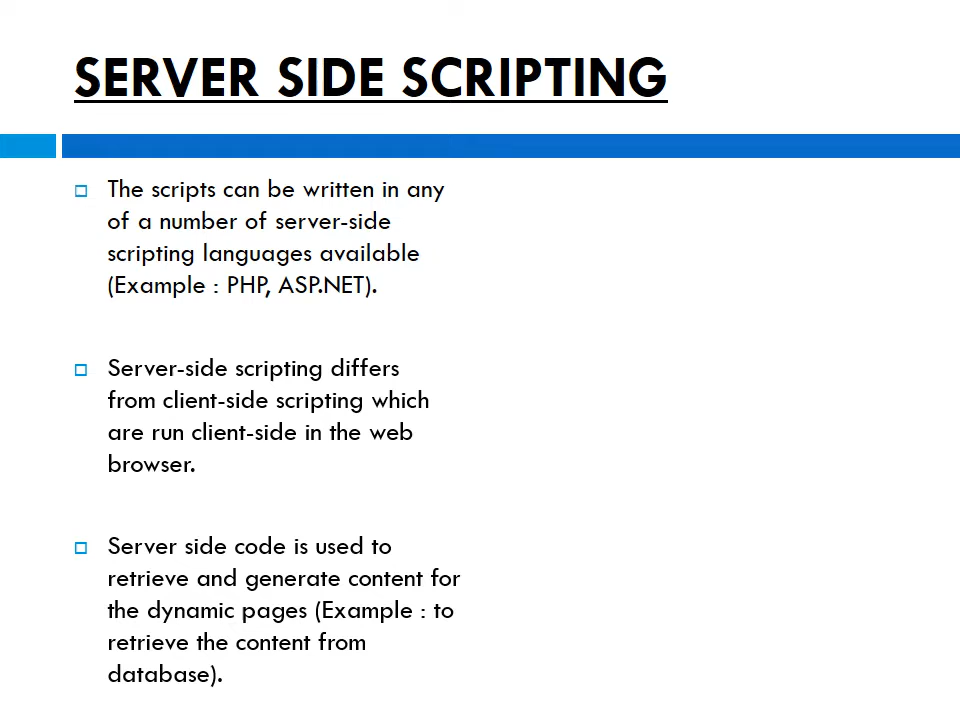 SERVER SIDE SCRIPTING
The scripts can be written in any
of a number of server-side
scripting languages available
(Example : PHP, ASP.NET).
Server-side scripting differs
from client-side scripting which
are run client-side in the web
browser.
Server side code is used to
retrieve and generate content for
the dynamic pages (Example : to
retrieve the content from
database).